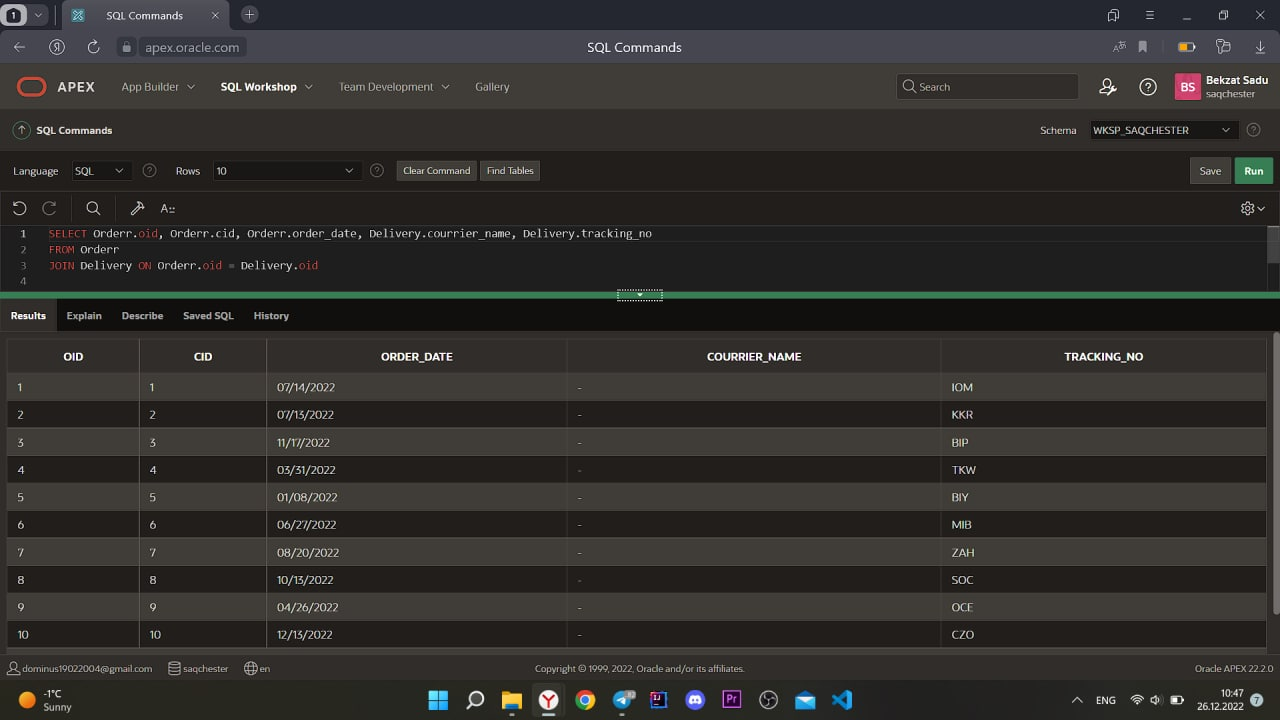 1 SQL Commands
apex.oracle.com SQL Commands
APEX App Builder SQL Workshop Team Development Gallery Search BS Bekzat Sadu
saqchester
SQL Commands Schema WKSP_SAQCHESTER
Language SQL Rows 10 Clear Command Find Tables Save Run
A
1 SELECT Orderr.oid, Orderr.cid, Orderr.order_date, Delivery.courrier_name, Delivery.tracking_no
2 FROM Orderr
3 JOIN Delivery ON Orderr.oid = Delivery.oid
4
Results Explain Describe Saved SQL History
OID CID ORDER_DATE COURRIER_NAME TRACKING_NO
1 1 07/14/2022 - IOM
2 2 07/13/2022 - KKR
3 3 11/17/2022 - BIP
4 4 03/31/2022 - TKW
5 5 01/08/2022 - BIY
6 6 06/27/2022 - MIB
7 7 08/20/2022 - ZAH
8 8 10/13/2022 - SOC
9 9 04/26/2022 - OCE
10 10 12/13/2022 - CZO
dominus19022004@gmail.com saqchester en Copyright © 1999, 2022, Oracle and/or its affiliates. Oracle APEX 22.2.0
-1°C
Sunny
ENG
10:47
26.12.2022
7